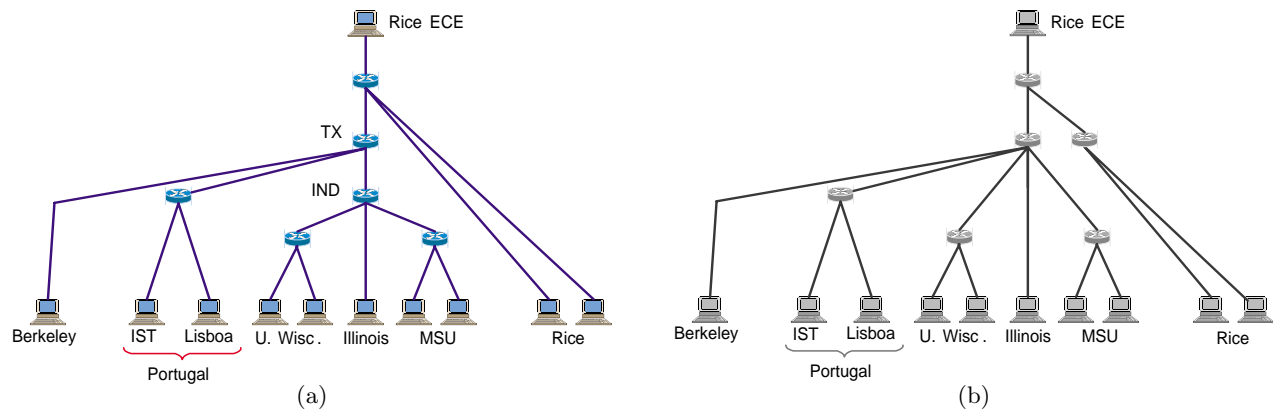 Rice ECE
TX
IND
Berkeley
IST
Lisboa
U. Wisc .
Illinois
MSU
Rice
Portugal
(a)
Rice ECE
Berkeley
IST
Lisboa
U. Wisc .
Illinois
MSU
Rice
Portugal
(b)